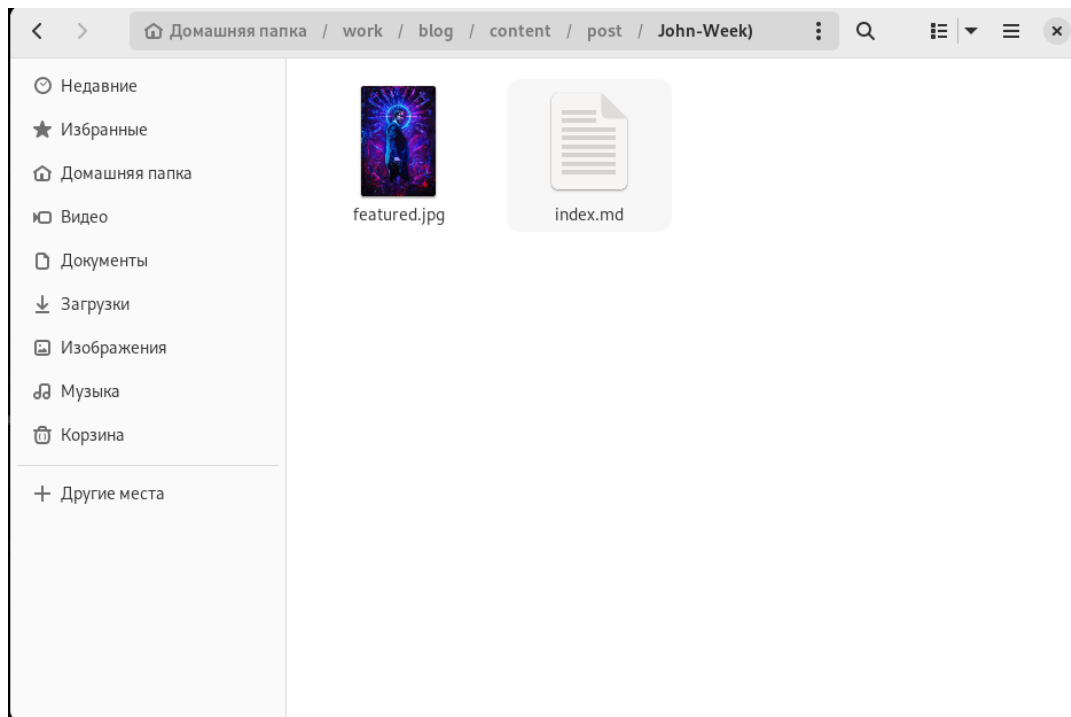 Домашняя папка / work / blog / content / post / John-Week)
Недавние
Избранные
Домашняя папка
Видео
Документы
Загрузки
Изображения
Музыка
Корзина
Другие места
featured.jpg
index.md